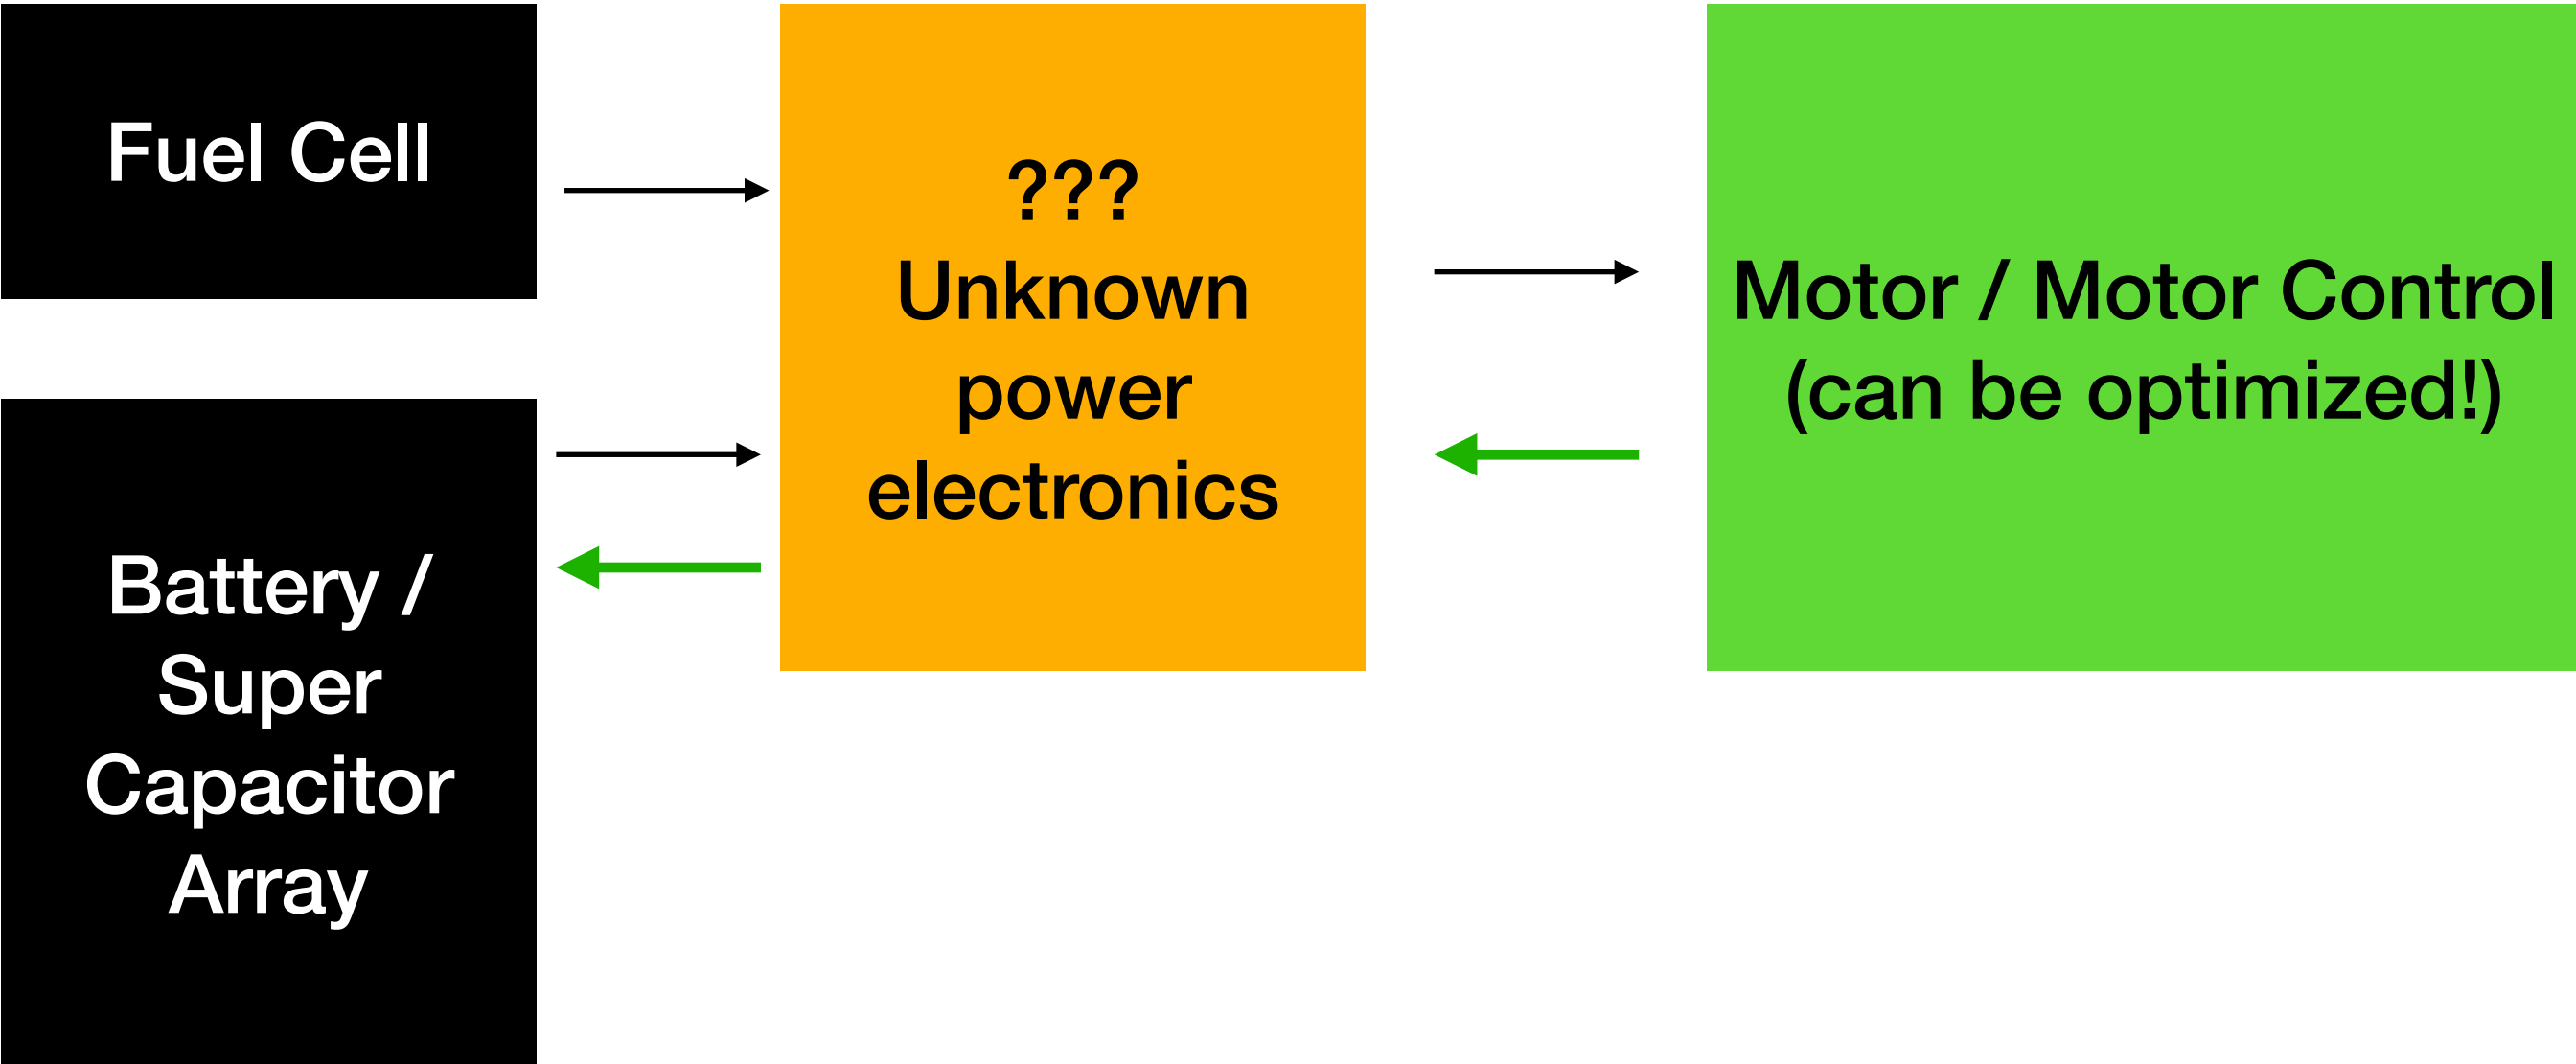 Fuel Cell
???
Unknown
power
electronics
Motor / Motor Control
(can be optimized!)
Battery /
Super
Capacitor
Array